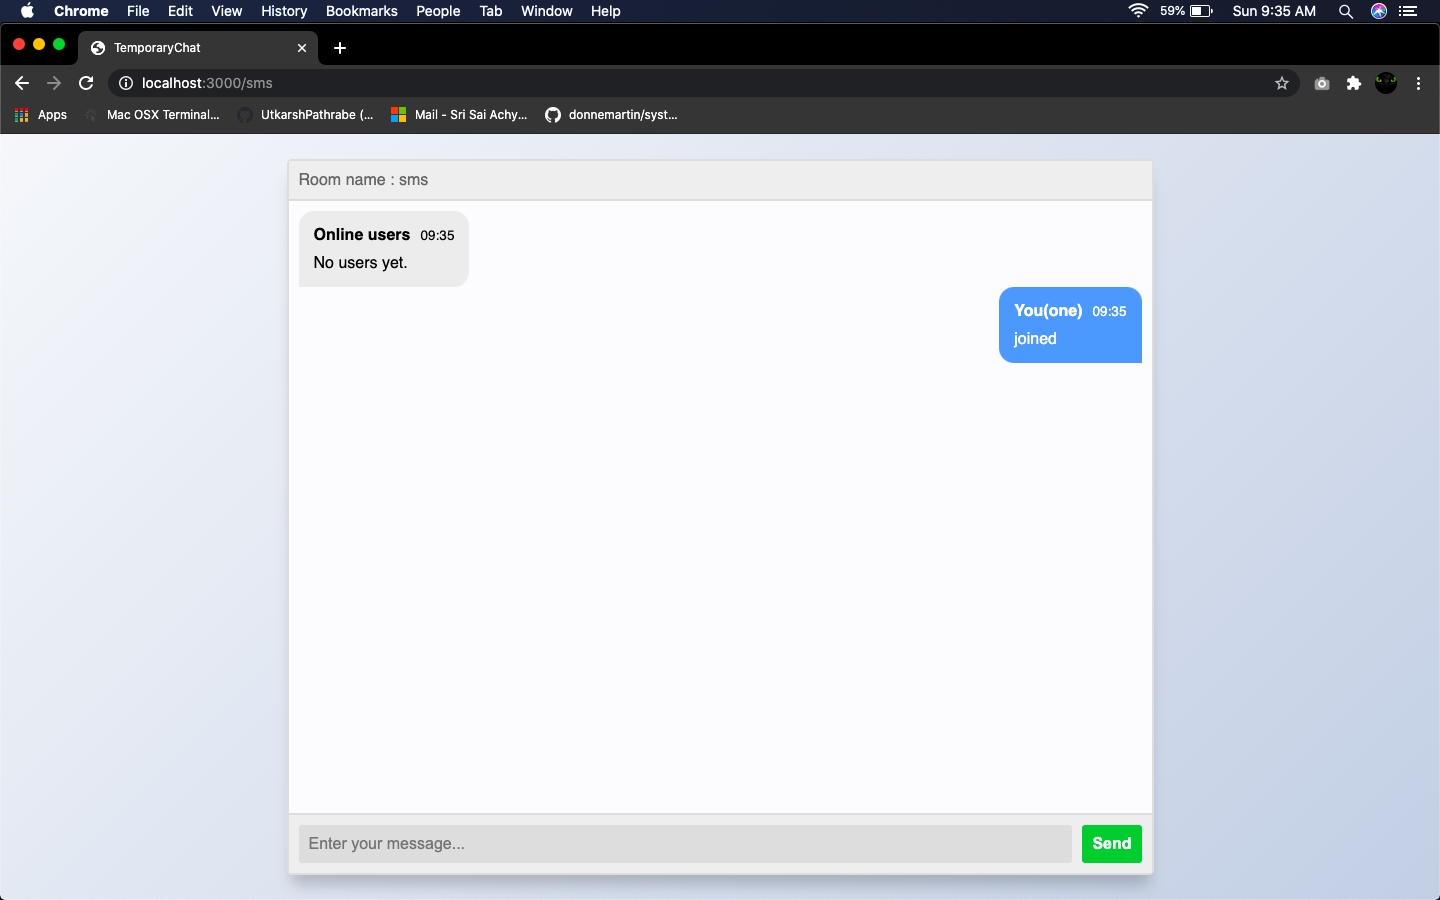 Chrome File Edit View History Bookmarks People Tab Window Help 59% Sun 9:35 AM
TemporaryChat
localhost:3000/sms
Apps Mac OSX Terminal... UtkarshPathrabe (... Mail - Sri Sai Achy... donnemartin/syst...
Room name : sms
Online users 09:35
No users yet.
You(one) 09:35
joined
Enter your message... Send